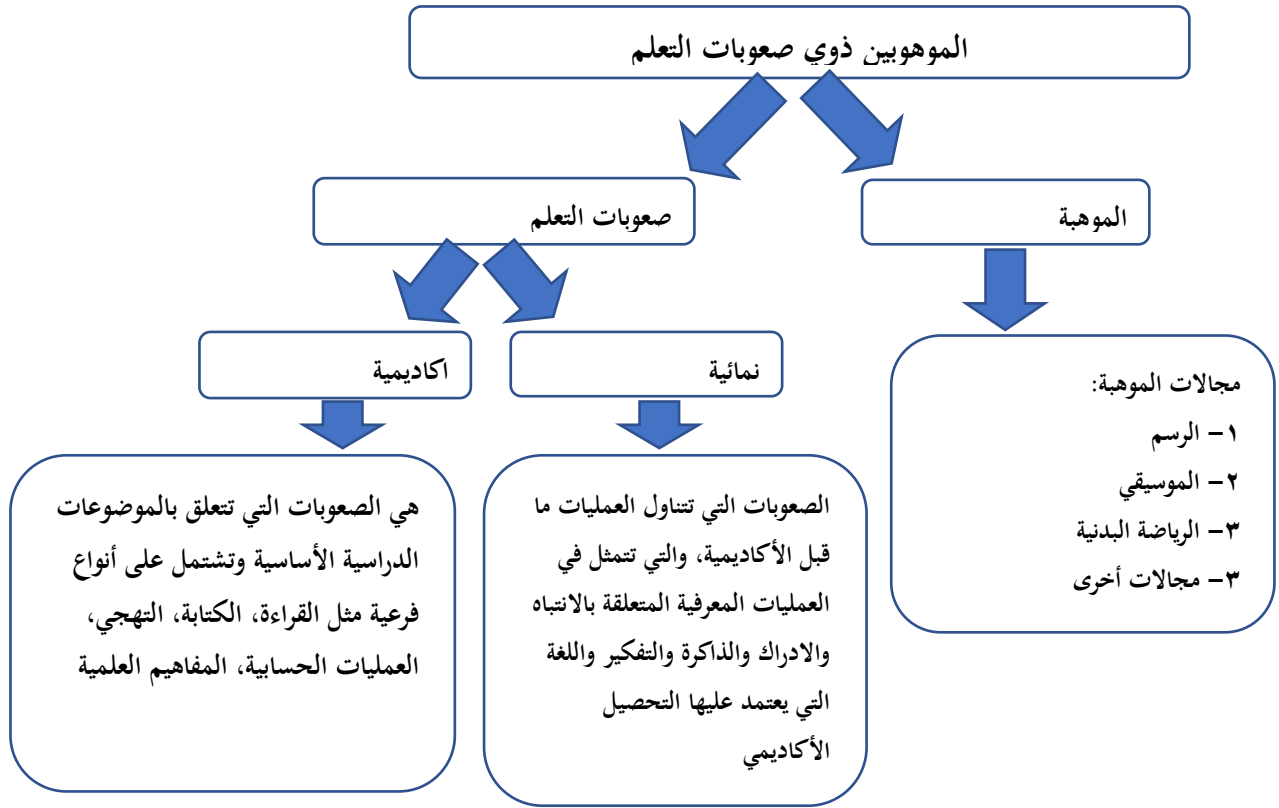 الموهوبين ذوي صعوبات التعلم
الموهبة
صعوبات التعلم
نمائية
اكاديمية
مجالات الموهبة:
١- الرسم
٢- الموسيقي
٣- الرياضة البدنية
٣- مجالات أخرى
الصعوبات التي تتناول العمليات ما
قبل الأكاديمية، والتي تتمثل في
العمليات المعرفية المتعلقة بالانتباه
والادراك والذاكرة والتفكير واللغة
التي يعتمد عليها التحصيل
الأكاديمي
هي الصعوبات التي تتعلق بالموضوعات
الدراسية الأساسية وتشتمل على أنواع
فرعية مثل القراءة، الكتابة، التهجي،
العمليات الحسابية، المفاهيم العلمية